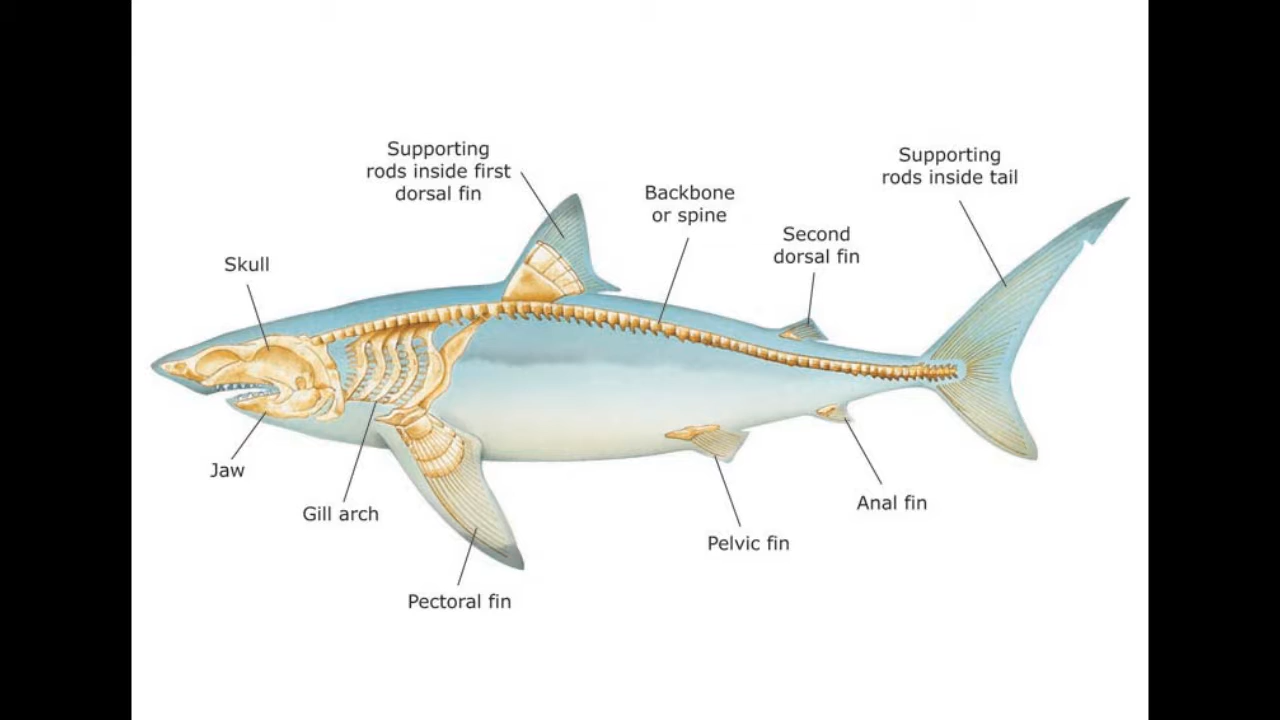 Supporting
rods inside first
dorsal fin
Backbone
or spine
Supporting
rods inside tail
Second
dorsal fin
Skull
Jaw
Gill arch
Pectoral fin
Pelvic fin
Anal fin